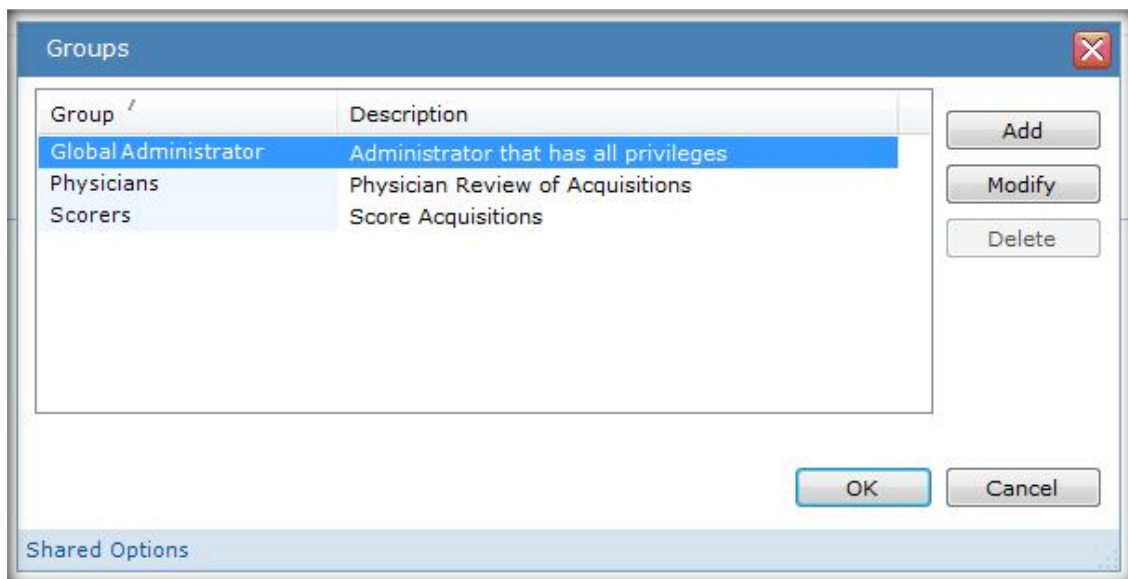 Groups
Group Description
Global Administrator Administrator that has all privileges
Physicians Physician Review of Acquisitions
Scorers Score Acquisitions
Add
Modify
Delete
OK Cancel
Shared Options